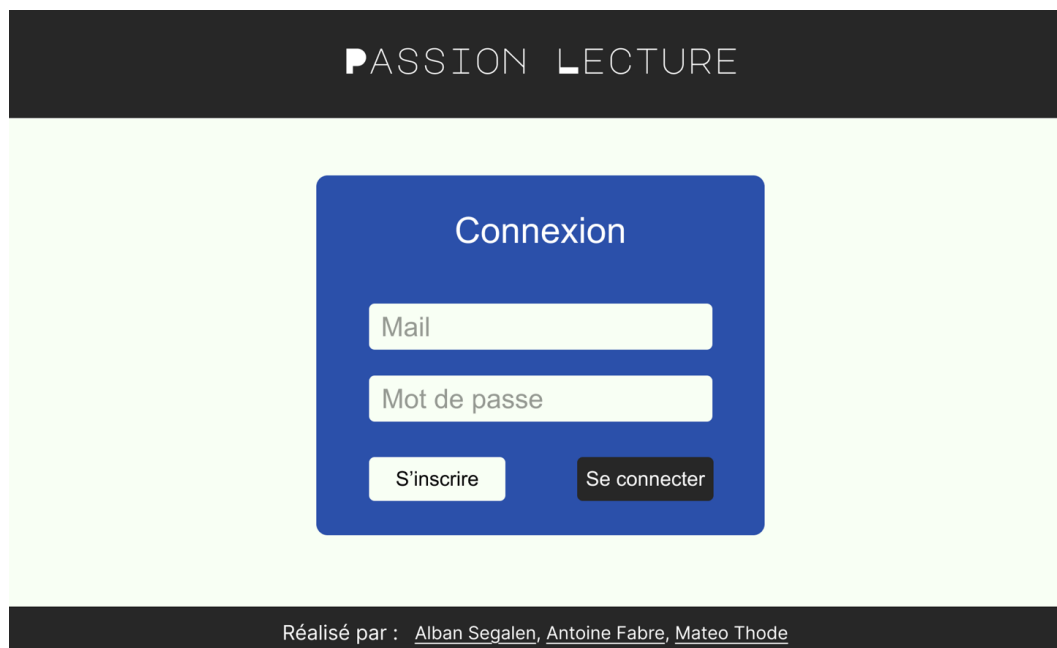 PASSION LECTURE
Connexion
Mail
Mot de passe
S’inscrire Se connecter
Réalisé par : Alban Segalen, Antoine Fabre, Mateo Thode